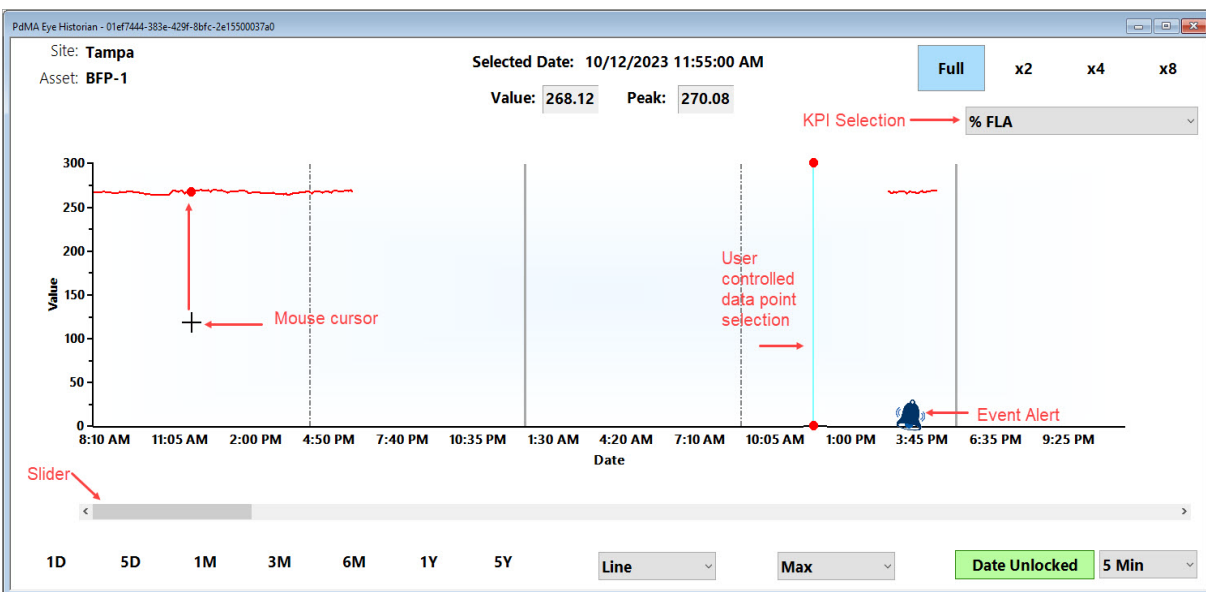 PdMA Eye Historian - 01ef7444-383e-429f-8bfc-2e15500037a0
Site: Tampa
Asset: BFP-1
Selected Date: 10/12/2023 11:55:00 AM
Value: 268.12 Peak: 270.08
Full x2 x4 x8
KPI Selection
% FLA
300
250
200
150
100
50
0
Value
Mouse cursor
User
controlled
data point
selection
Event Alert
8:10 AM 11:05 AM 2:00 PM 4:50 PM 7:40 PM 10:35 PM 1:30 AM 4:20 AM 7:10 AM 10:05 AM 1:00 PM 3:45 PM 6:35 PM 9:25 PM
Date
Slider
1D 5D 1M 3M 6M 1Y 5Y Line Max Date Unlocked 5 Min